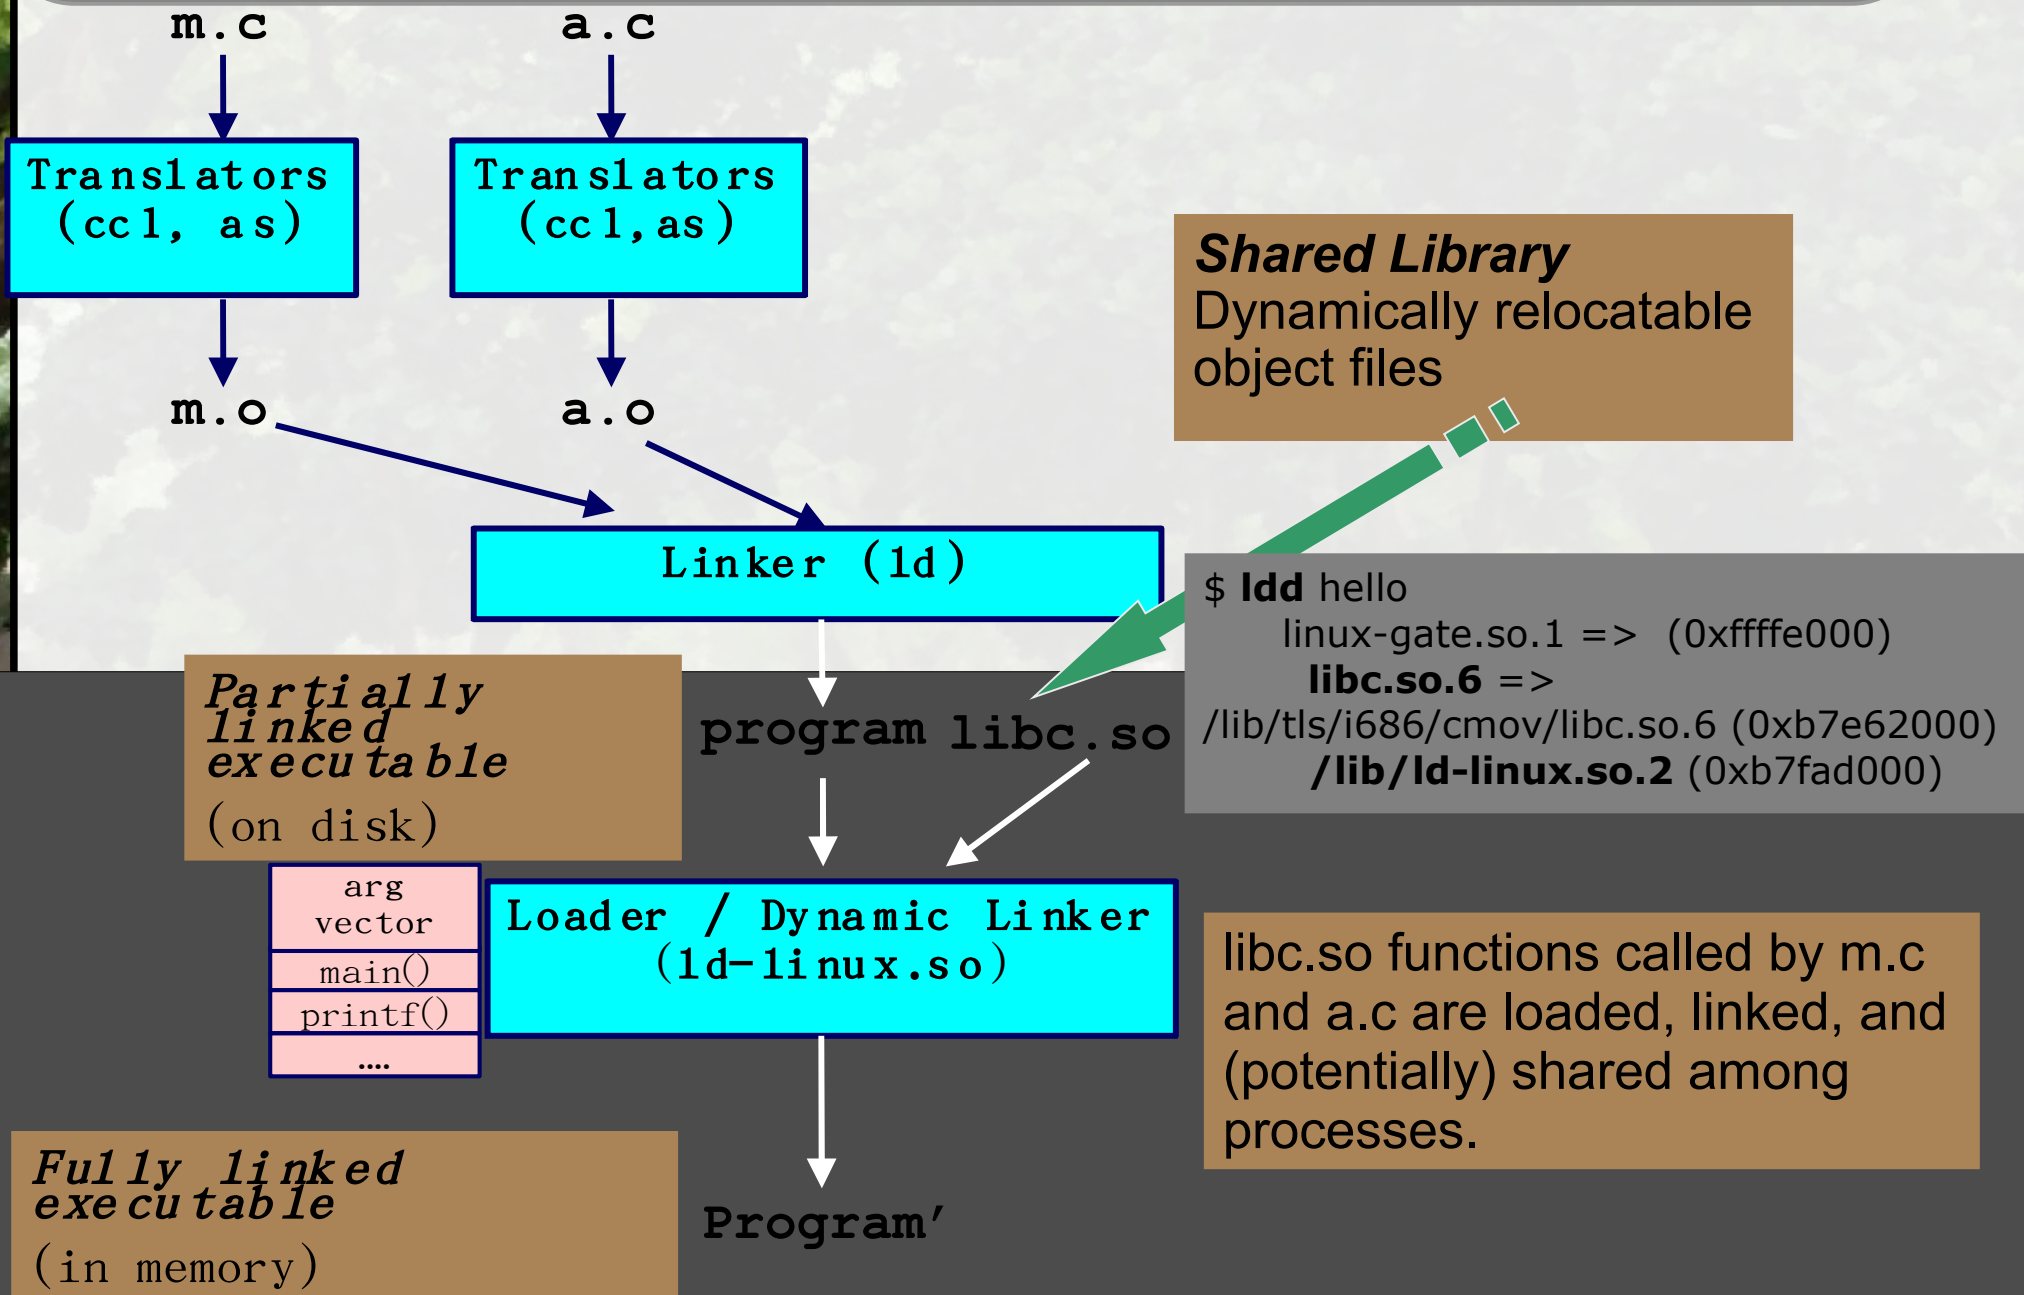 m.c
a.c
Translators
(cc1, as)
Translators
(cc1,as)
Shared Library
Dynamically relocatable
object files
m.o
a.o
Linker (ld)
$ ldd hello
linux-gate.so.1 => (0xffffe000)
libc.so.6 =>
/lib/tls/i686/cmov/libc.so.6 (0xb7e62000)
/lib/ld-linux.so.2 (0xb7fad000)
Partially
linked
executable
(on disk)
program
libc.so
arg
vector
main()
printf()
....
Loader / Dynamic Linker
(ld-linux.so)
libc.so functions called by m.c
and a.c are loaded, linked, and
(potentially) shared among
processes.
Fully linked
executable
(in memory)
Program′